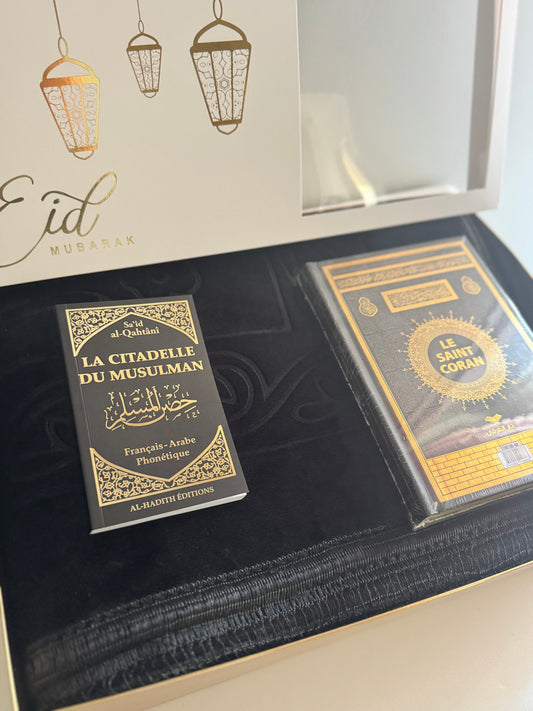 Eid
MUBARAK
Sa'îd
al-Qahtânî
LA CITADELLE
DU MUSULMAN
حصن المسلم
Français-Arabe
Phonétique
AL-HADITH ÉDITIONS
LE
SAINT
CORAN